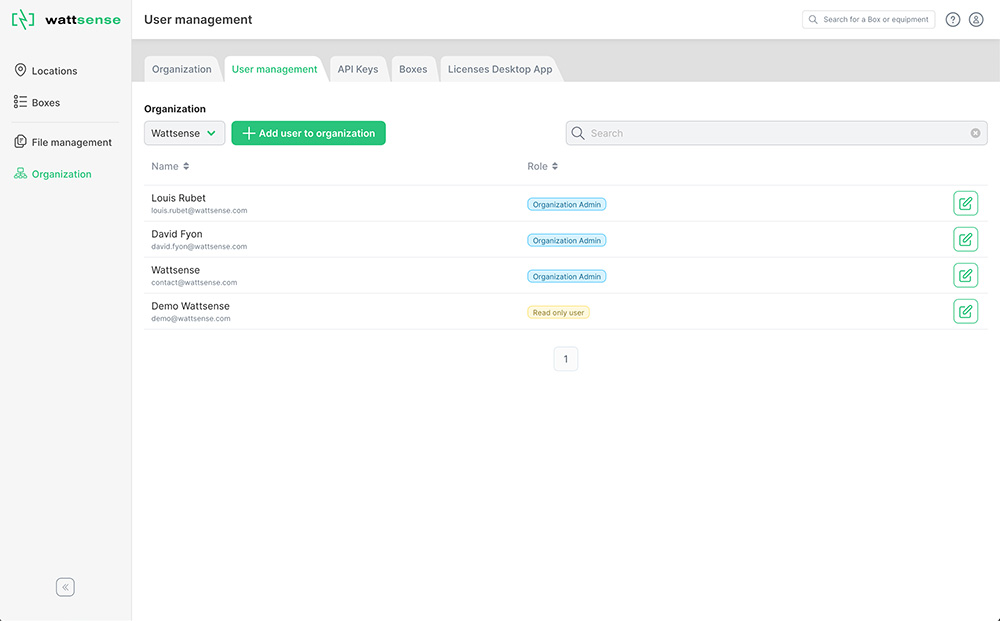 wattsense
User management
Search for a Box or equipment
Locations
Boxes
File management
Organization
Organization
User management
API Keys
Boxes
Licenses Desktop App
Organization
Wattsense
Add user to organization
Search
Name
Role
Louis Rubet
louis.rubet@wattsense.com
Organization Admin
David Fyon
david.fyon@wattsense.com
Organization Admin
Wattsense
contact@wattsense.com
Organization Admin
Demo Wattsense
demo@wattsense.com
Read only user
1